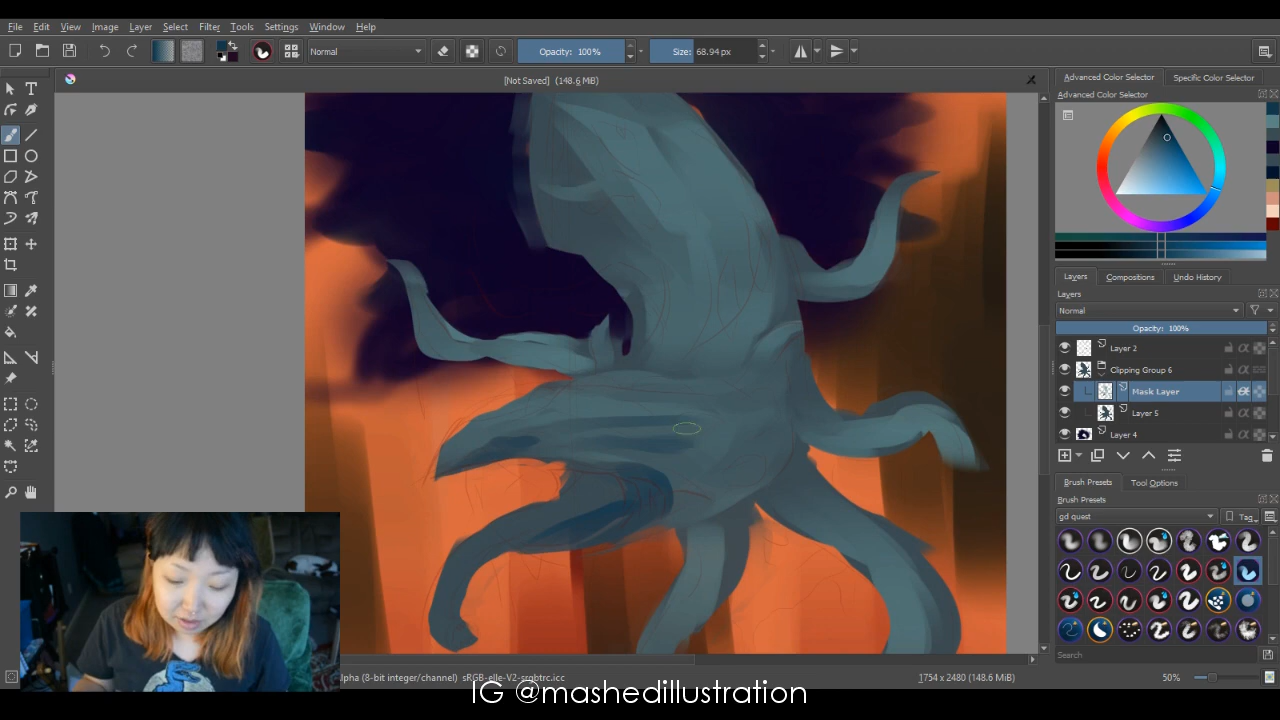 File Edit View Image Layer Select Filter Tools Settings Window Help
Normal Opacity: 100% Size: 68.94 px
[Not Saved] (148.6 MiB)
Advanced Color Selector Specific Color Selector
Advanced Color Selector
Layers Compositions Undo History
Layers
Normal
Opacity: 100%
Layer 2
Clipping Group 6
Mask Layer
Layer 5
Layer 4
Brush Presets Tool Options
Brush Presets
gd quest Tag
Search
lpha (8-bit integer/channel) sRGB-elle-V2-srgbtrc.icc 1754 x 2480 (148.6 MiB) 50%
IG @mashedillustration